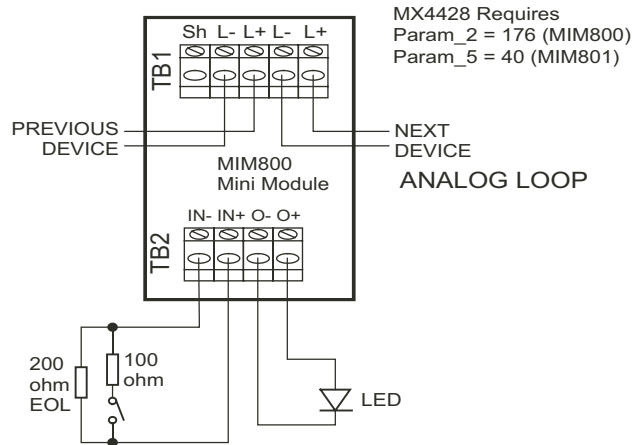 MX4428 Requires
Param_2 = 176 (MIM800)
Param_5 = 40 (MIM801)
Sh L- L+ L- L+
TB1
PREVIOUS
DEVICE
NEXT
DEVICE
MIM800
Mini Module
ANALOG LOOP
IN- IN+ O- O+
TB2
200
ohm
EOL
100
ohm
LED